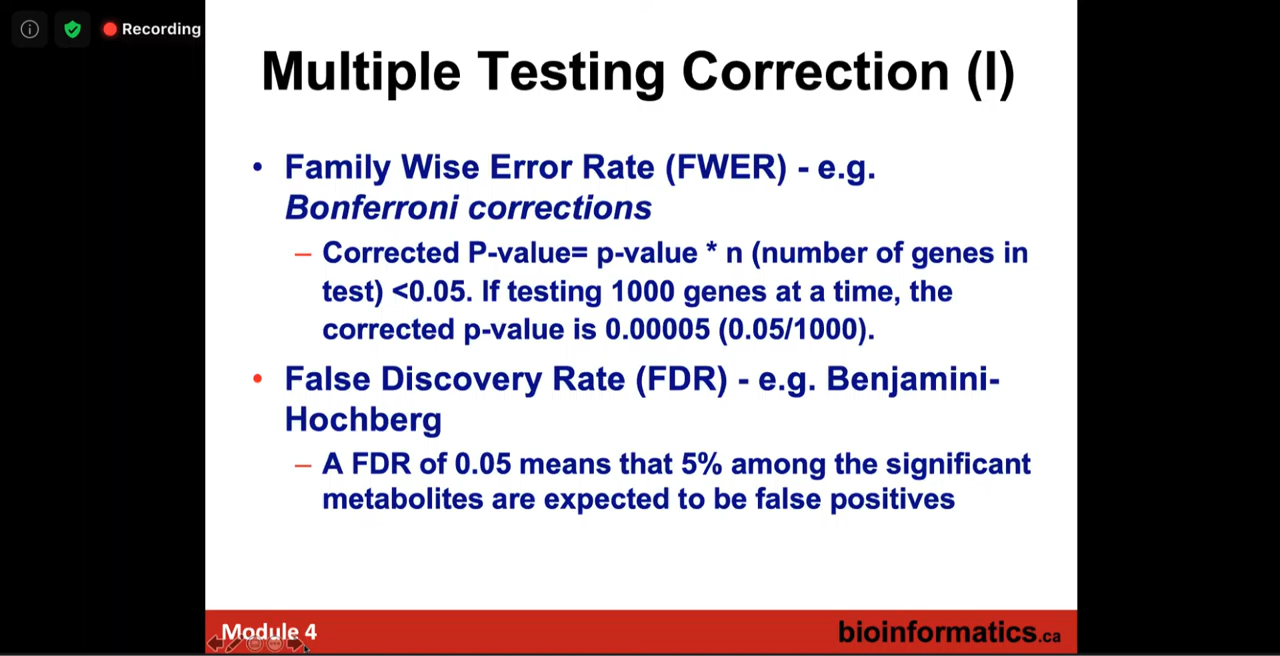 Recording
Multiple Testing Correction (I)
• Family Wise Error Rate (FWER) - e.g.
Bonferroni corrections
– Corrected P-value= p-value * n (number of genes in
test) <0.05. If testing 1000 genes at a time, the
corrected p-value is 0.00005 (0.05/1000).
• False Discovery Rate (FDR) - e.g. Benjamini-
Hochberg
– A FDR of 0.05 means that 5% among the significant
metabolites are expected to be false positives
Module 4
bioinformatics.ca